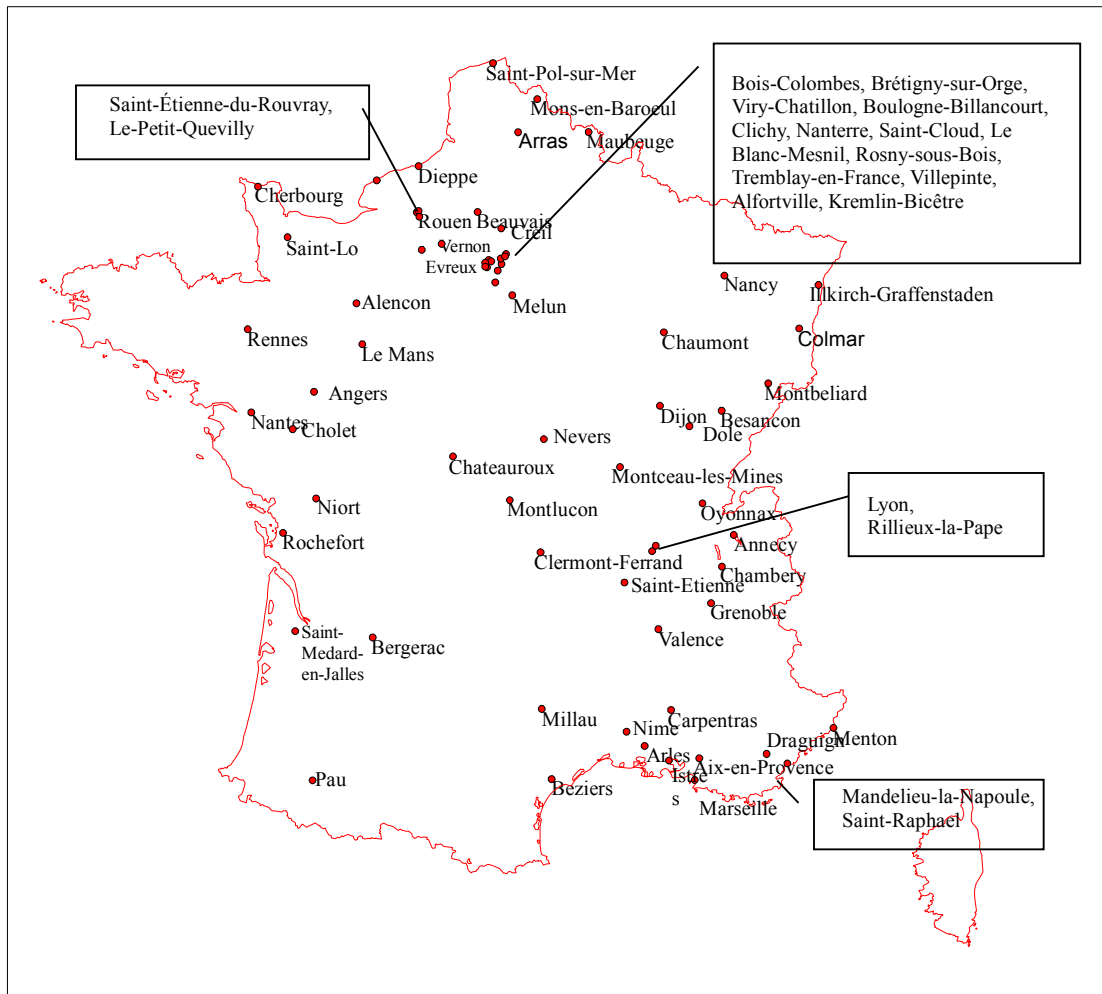 Saint-Pol-sur-Mer
Bois-Colombes, Brétigny-sur-Orge,
Viry-Chatillon, Boulogne-Billancourt,
Clichy, Nanterre, Saint-Cloud, Le
Blanc-Mesnil, Rosny-sous-Bois,
Tremblay-en-France, Villepinte,
Alfortville, Kremlin-Bicêtre
Saint-Étienne-du-Rouvray,
Le-Petit-Quevilly
Mons-en-Baroeul
Arras
Maubeuge
Dieppe
Cherbourg
Rouen
Beauvais
Creil
Saint-Lo
Vernon
Evreux
Nancy
Illkirch-Graffenstaden
Alencon
Melun
Rennes
Le Mans
Chaumont
Colmar
Angers
Montbeliard
Nantes
Cholet
Dijon
Besancon
Dole
Nevers
Chateauroux
Montceau-les-Mines
Niort
Montlucon
Oyonnax
Lyon,
Rillieux-la-Pape
Rochefort
Annecy
Clermont-Ferrand
Chambery
Saint-Etienne
Grenoble
Saint-
Medard-
en-Jalles
Bergerac
Valence
Millau
Carpentras
Nime
Menton
Draguign
Arles
Aix-en-Provence
Istre
s
Pau
Beziers
Marseille
Mandelieu-la-Napoule,
Saint-Raphael